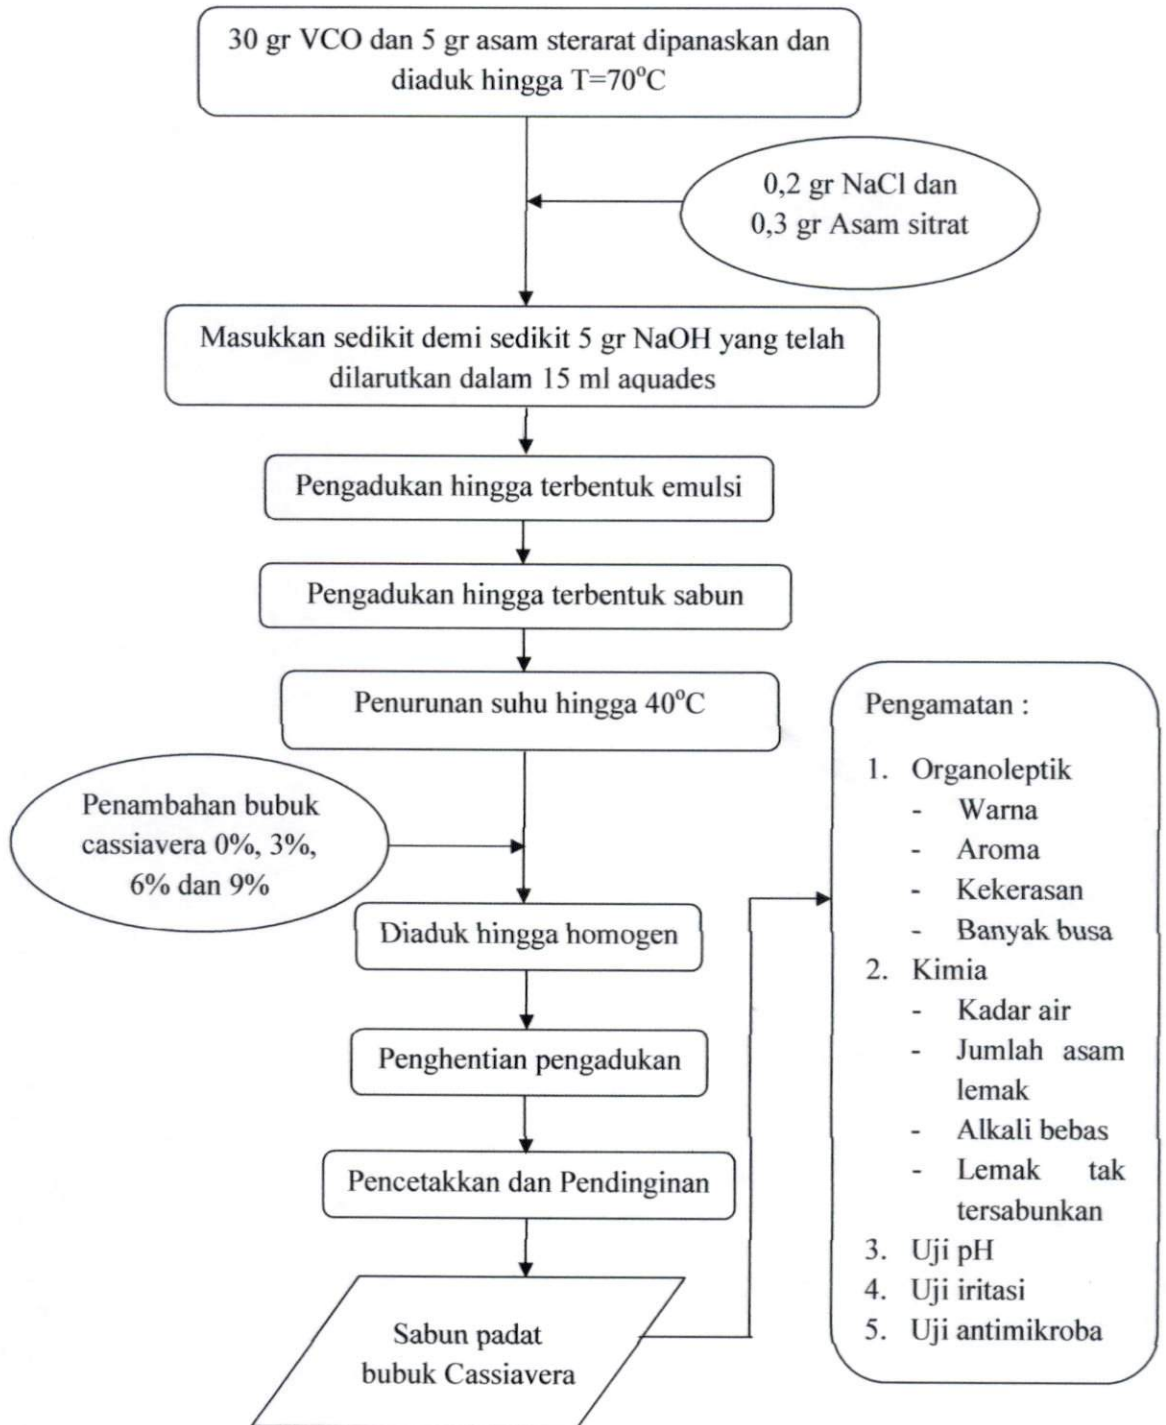 30 gr VCO dan 5 gr asam sterarat dipanaskan dan
diaduk hingga T=70°C
0,2 gr NaCl dan
0,3 gr Asam sitrat
Masukkan sedikit demi sedikit 5 gr NaOH yang telah
dilarutkan dalam 15 ml aquades
Pengadukan hingga terbentuk emulsi
Pengadukan hingga terbentuk sabun
Penurunan suhu hingga 40°C
Penambahan bubuk
cassiavera 0%, 3%,
6% dan 9%
Diaduk hingga homogen
Penghentian pengadukan
Pencetakkan dan Pendinginan
Sabun padat
bubuk Cassiavera
Pengamatan :
1. Organoleptik
- Warna
- Aroma
- Kekerasan
- Banyak busa
2. Kimia
- Kadar air
- Jumlah asam
lemak
- Alkali bebas
- Lemak tak
tersabunkan
3. Uji pH
4. Uji iritasi
5. Uji antimikroba